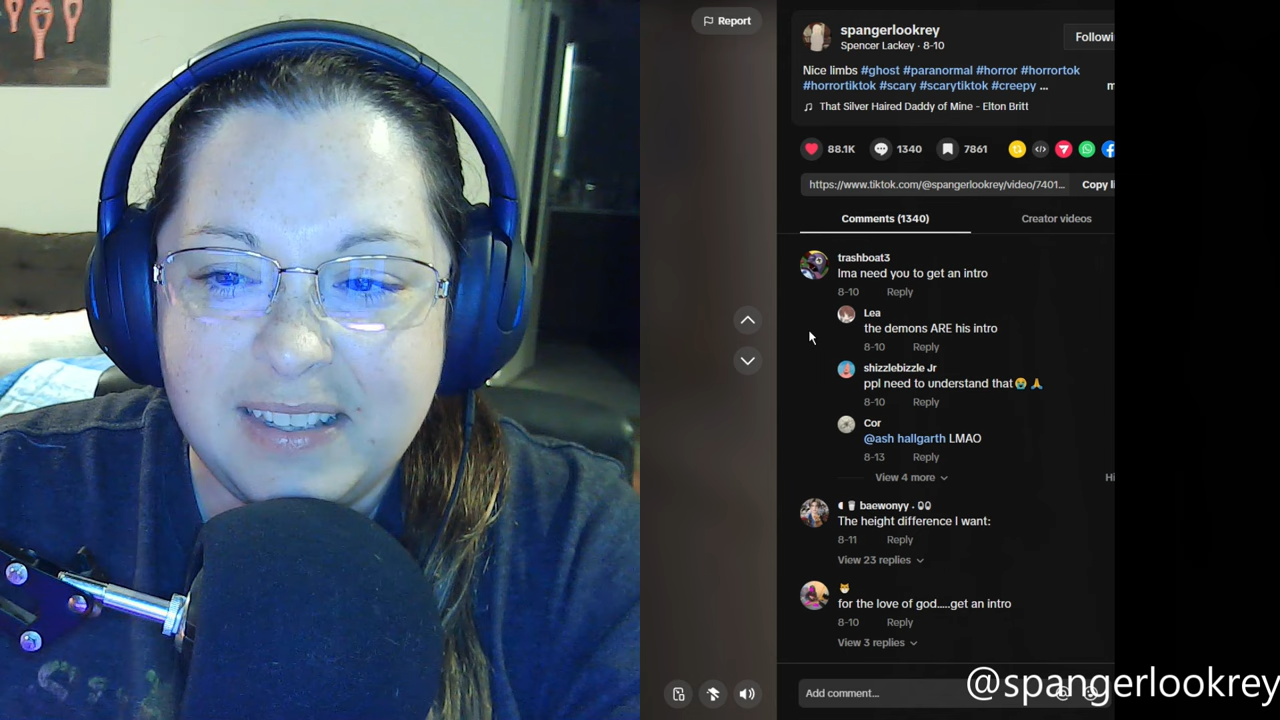 Report
spangerlookrey
Spencer Lackey · 8-10
Followi
Nice limbs #ghost #paranormal #horror #horrortok
#horrortiktok #scary #scarytiktok #creepy ...
m
♫ That Silver Haired Daddy of Mine - Elton Britt
88.1K
1340
7861
https://www.tiktok.com/@spangerlookrey/video/7401...
Copy li
Comments (1340)
Creator videos
trashboat3
Ima need you to get an intro
8-10 Reply
Lea
the demons ARE his intro
8-10 Reply
shizzlebizzle Jr
ppl need to understand that😭🙏
8-10 Reply
Cor
@ash hallgarth LMAO
8-13 Reply
View 4 more
Hi
baewonyy .
The height difference I want:
8-11 Reply
View 23 replies
🐱
for the love of god.....get an intro
8-10 Reply
View 3 replies
Add comment...
@spangerlookrey